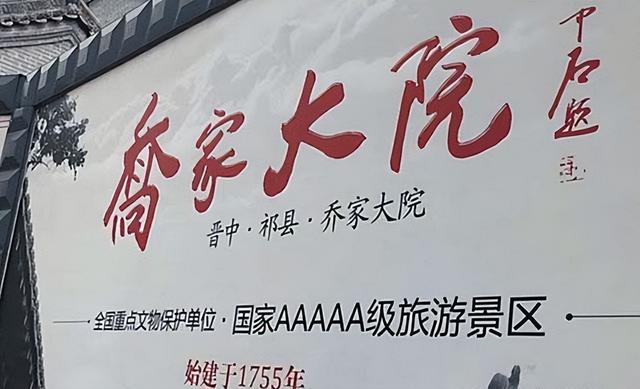 喬家大院
中石题
晋中·祁县·乔家大院
全国重点文物保护单位·国家AAAAA级旅游景区
始建于1755年